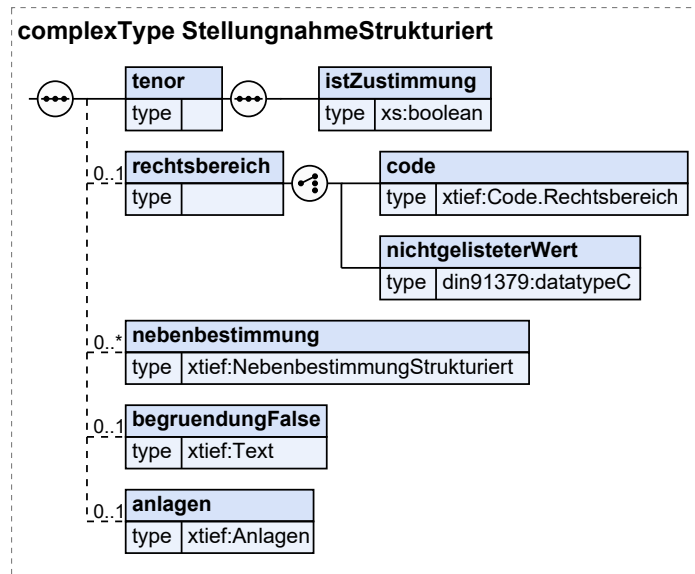 complexType StellungnahmeStrukturiert
tenor
type
istZustimmung
type xs:boolean
0..1
rechtsbereich
type
code
type xtief:Code.Rechtsbereich
nichtgelisteterWert
type din91379:datatypeC
0..*
nebenbestimmung
type xtief:NebenbestimmungStrukturiert
0..1
begruendungFalse
type xtief:Text
0..1
anlagen
type xtief:Anlagen